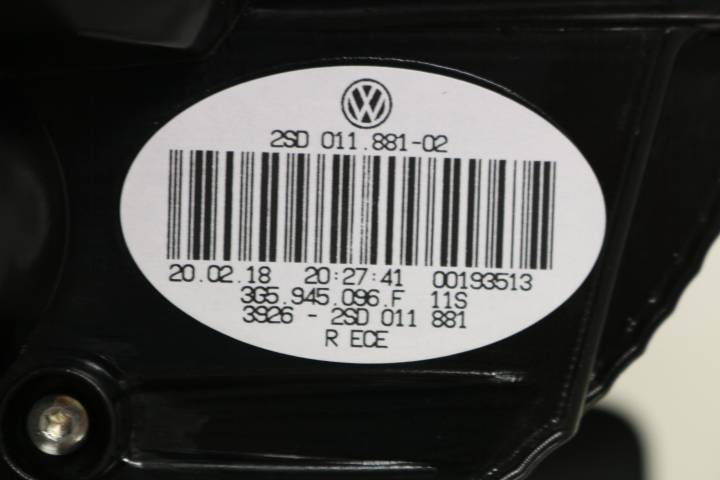 2SD 011.881-02
20.02.18 20:27:41 00193513
3G5.945.096.F 11S
3926 - 2SD 011 881
R ECE